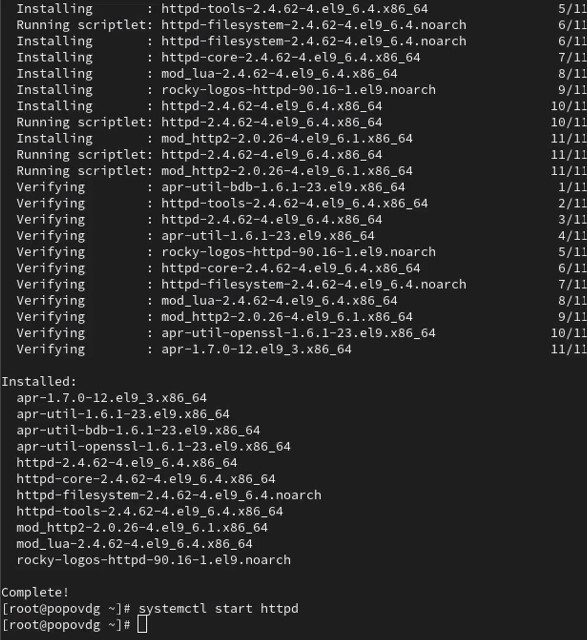 Installing       : httpd-tools-2.4.62-4.el9_6.4.x86_64                5/11
Running scriptlet: httpd-filesystem-2.4.62-4.el9_6.4.noarch           6/11
Installing       : httpd-filesystem-2.4.62-4.el9_6.4.noarch           6/11
Installing       : httpd-core-2.4.62-4.el9_6.4.x86_64                 7/11
Installing       : mod_lua-2.4.62-4.el9_6.4.x86_64                    8/11
Installing       : rocky-logos-httpd-90.16-1.el9.noarch               9/11
Installing       : httpd-2.4.62-4.el9_6.4.x86_64                     10/11
Running scriptlet: httpd-2.4.62-4.el9_6.4.x86_64                     10/11
Installing       : mod_http2-2.0.26-4.el9_6.1.x86_64                 11/11
Running scriptlet: httpd-2.4.62-4.el9_6.4.x86_64                     11/11
Running scriptlet: mod_http2-2.0.26-4.el9_6.1.x86_64                 11/11
Verifying        : apr-util-bdb-1.6.1-23.el9.x86_64                   1/11
Verifying        : httpd-tools-2.4.62-4.el9_6.4.x86_64                2/11
Verifying        : httpd-2.4.62-4.el9_6.4.x86_64                      3/11
Verifying        : apr-util-1.6.1-23.el9.x86_64                       4/11
Verifying        : rocky-logos-httpd-90.16-1.el9.noarch               5/11
Verifying        : httpd-core-2.4.62-4.el9_6.4.x86_64                 6/11
Verifying        : httpd-filesystem-2.4.62-4.el9_6.4.noarch           7/11
Verifying        : mod_lua-2.4.62-4.el9_6.4.x86_64                    8/11
Verifying        : mod_http2-2.0.26-4.el9_6.1.x86_64                  9/11
Verifying        : apr-util-openssl-1.6.1-23.el9.x86_64              10/11
Verifying        : apr-1.7.0-12.el9_3.x86_64                         11/11
Installed:
apr-1.7.0-12.el9_3.x86_64
apr-util-1.6.1-23.el9.x86_64
apr-util-bdb-1.6.1-23.el9.x86_64
apr-util-openssl-1.6.1-23.el9.x86_64
httpd-2.4.62-4.el9_6.4.x86_64
httpd-core-2.4.62-4.el9_6.4.x86_64
httpd-filesystem-2.4.62-4.el9_6.4.noarch
httpd-tools-2.4.62-4.el9_6.4.x86_64
mod_http2-2.0.26-4.el9_6.1.x86_64
mod_lua-2.4.62-4.el9_6.4.x86_64
rocky-logos-httpd-90.16-1.el9.noarch
Complete!
[root@popovdg ~]# systemctl start httpd
[root@popovdg ~]#